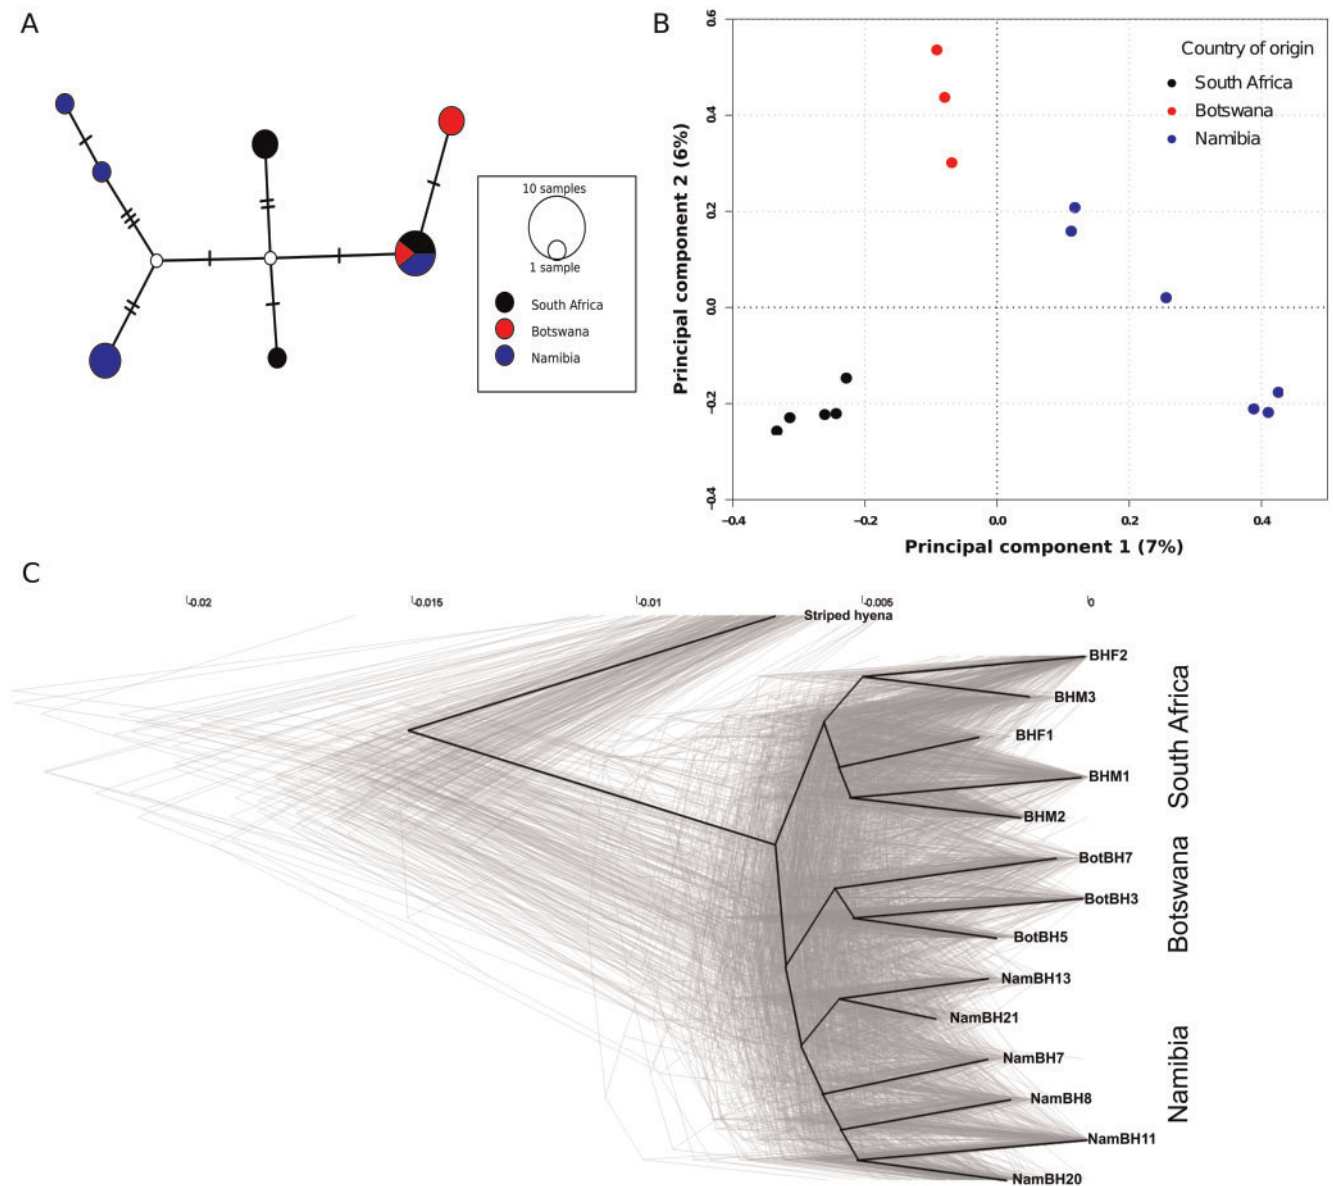 A
10 samples
1 sample
South Africa
Botswana
Namibia
B
Country of origin
South Africa
Botswana
Namibia
Principal component 2 (6%)
0.6
0.4
0.2
0.0
−0.2
−0.4
−0.4
−0.2
0.0
0.2
0.4
Principal component 1 (7%)
C
-0.02
-0.015
-0.01
-0.005
0
Striped hyena
BHF2
BHM3
BHF1
BHM1
BHM2
South Africa
BotBH7
BotBH3
BotBH5
Botswana
NamBH13
NamBH21
NamBH7
NamBH8
NamBH11
NamBH20
Namibia